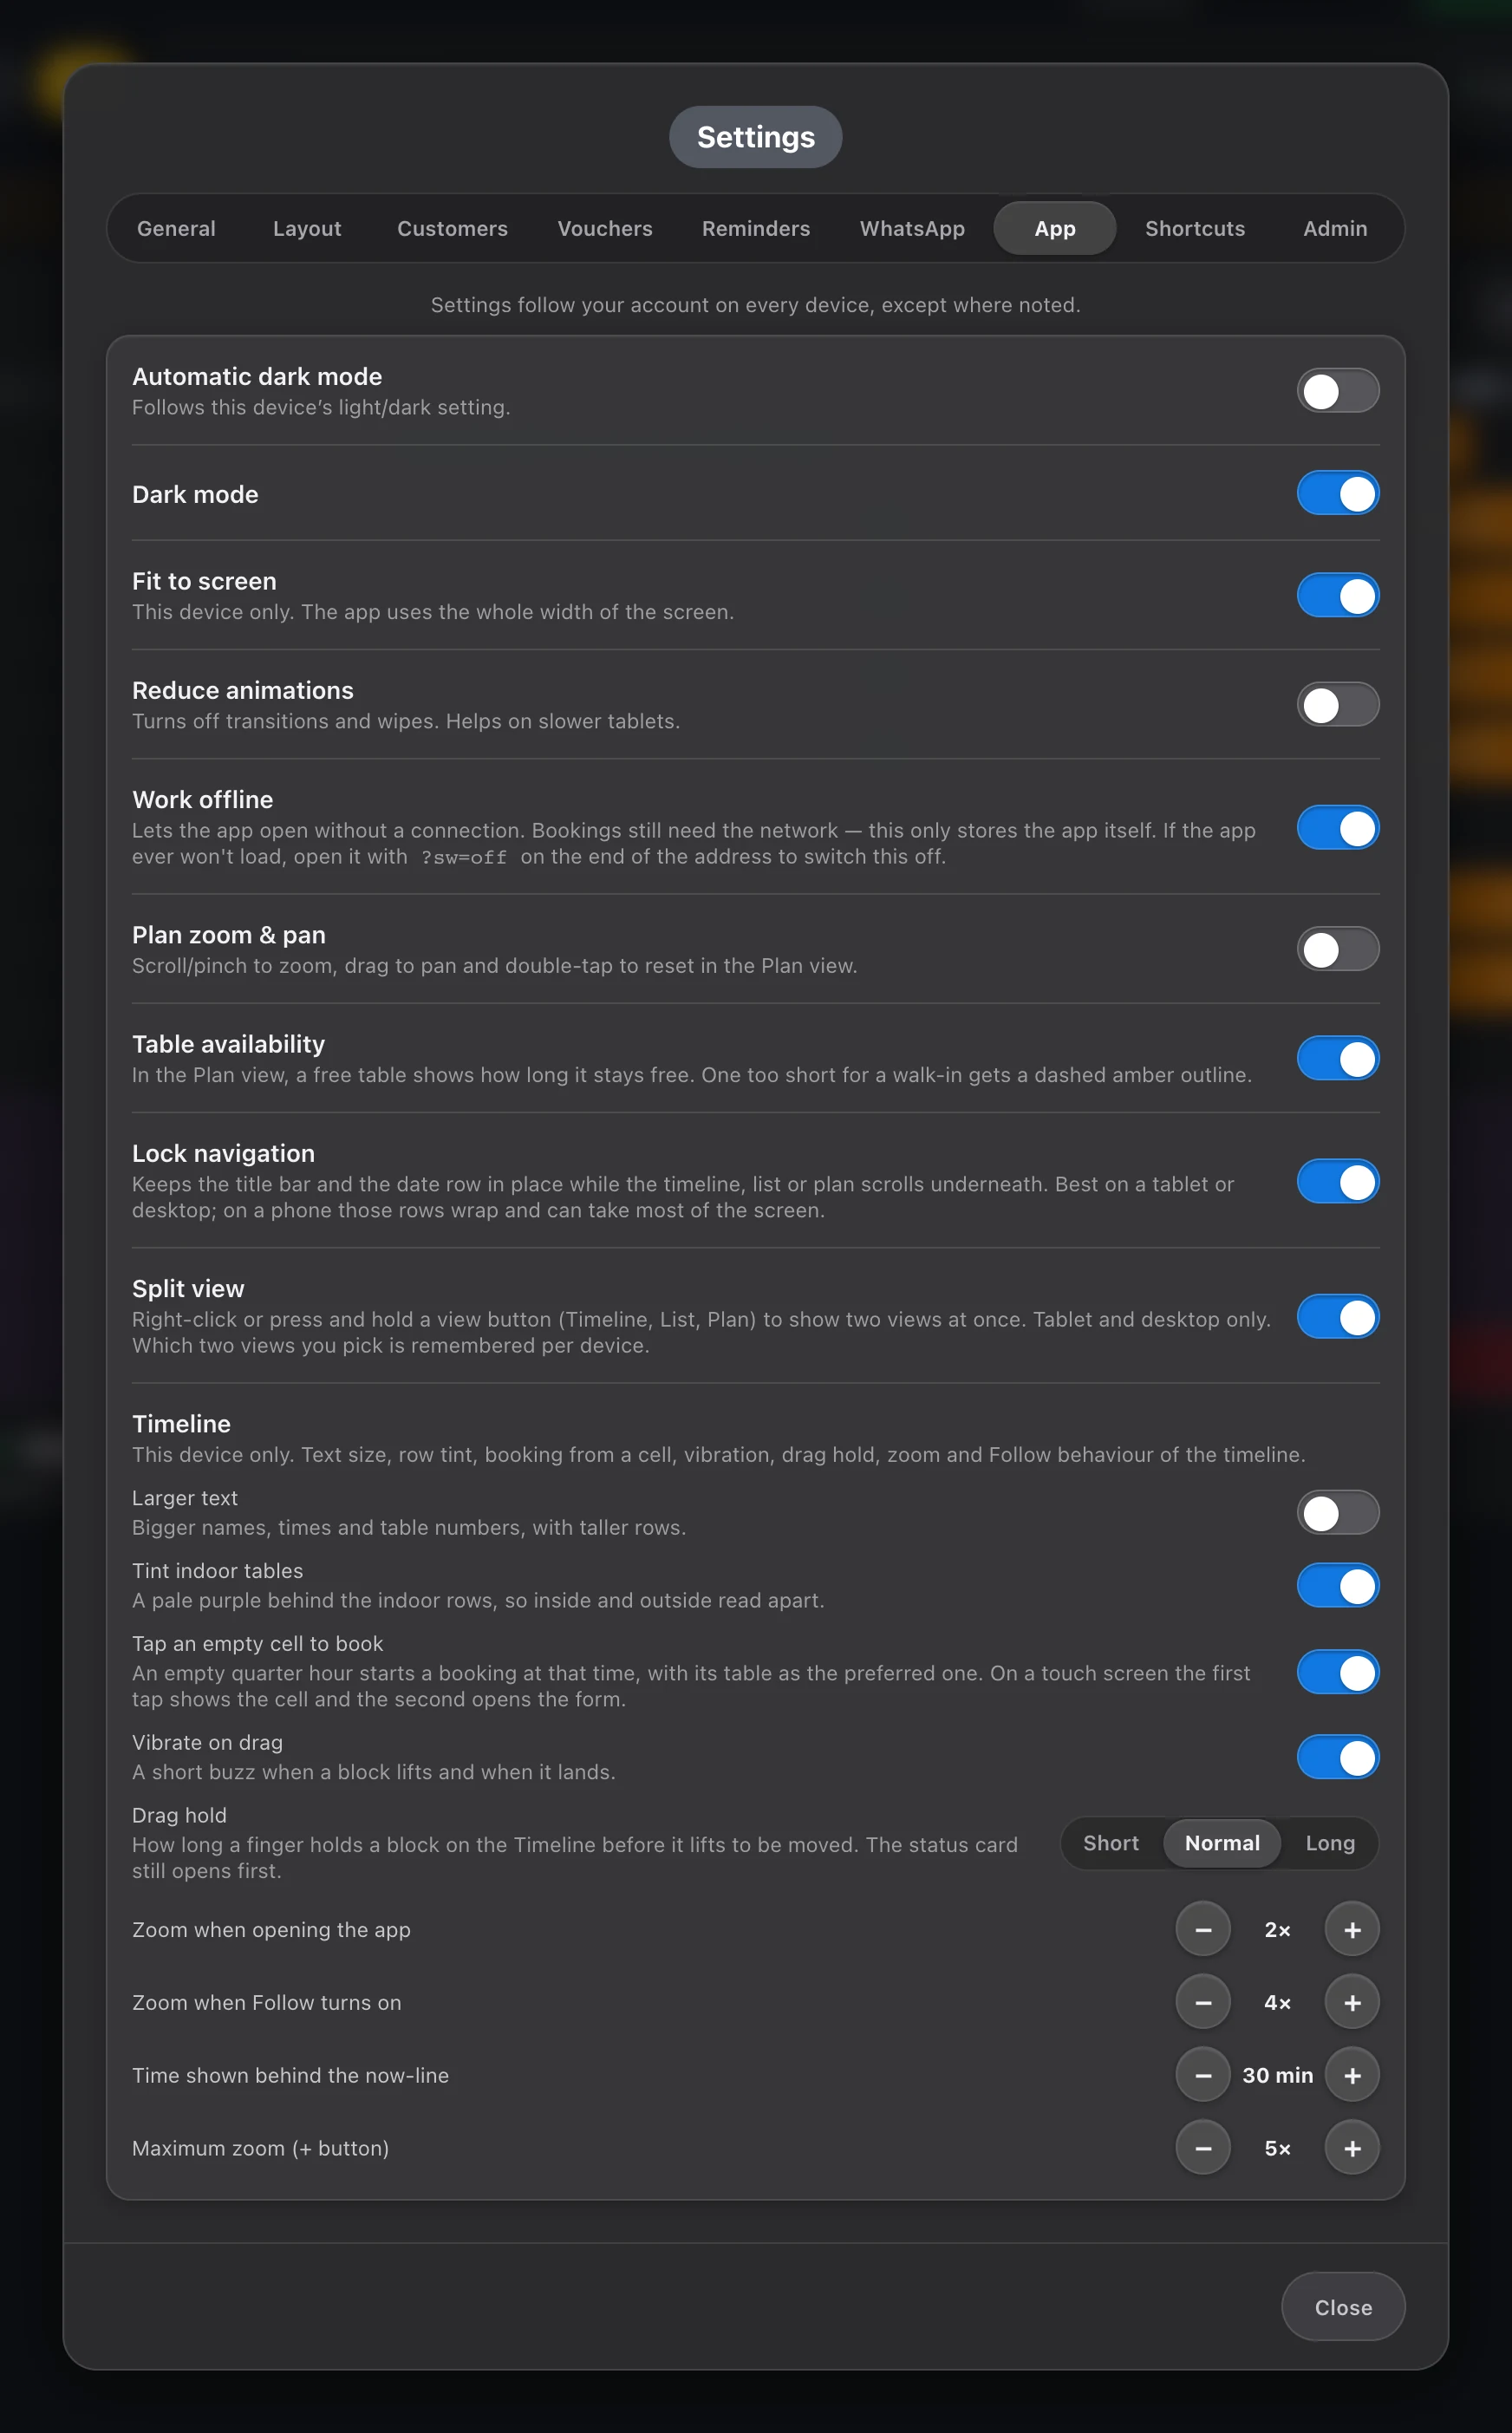 Settings
General Layout Customers Vouchers Reminders WhatsApp App Shortcuts Admin
Settings follow your account on every device, except where noted.
Automatic dark mode
Follows this device’s light/dark setting.
Dark mode
Fit to screen
This device only. The app uses the whole width of the screen.
Reduce animations
Turns off transitions and wipes. Helps on slower tablets.
Work offline
Lets the app open without a connection. Bookings still need the network — this only stores the app itself. If the app
ever won't load, open it with ?sw=off on the end of the address to switch this off.
Plan zoom & pan
Scroll/pinch to zoom, drag to pan and double-tap to reset in the Plan view.
Table availability
In the Plan view, a free table shows how long it stays free. One too short for a walk-in gets a dashed amber outline.
Lock navigation
Keeps the title bar and the date row in place while the timeline, list or plan scrolls underneath. Best on a tablet or
desktop; on a phone those rows wrap and can take most of the screen.
Split view
Right-click or press and hold a view button (Timeline, List, Plan) to show two views at once. Tablet and desktop only.
Which two views you pick is remembered per device.
Timeline
This device only. Text size, row tint, booking from a cell, vibration, drag hold, zoom and Follow behaviour of the timeline.
Larger text
Bigger names, times and table numbers, with taller rows.
Tint indoor tables
A pale purple behind the indoor rows, so inside and outside read apart.
Tap an empty cell to book
An empty quarter hour starts a booking at that time, with its table as the preferred one. On a touch screen the first
tap shows the cell and the second opens the form.
Vibrate on drag
A short buzz when a block lifts and when it lands.
Drag hold
How long a finger holds a block on the Timeline before it lifts to be moved. The status card
still opens first.
Short Normal Long
Zoom when opening the app − 2× +
Zoom when Follow turns on − 4× +
Time shown behind the now-line − 30 min +
Maximum zoom (+ button) − 5× +
Close